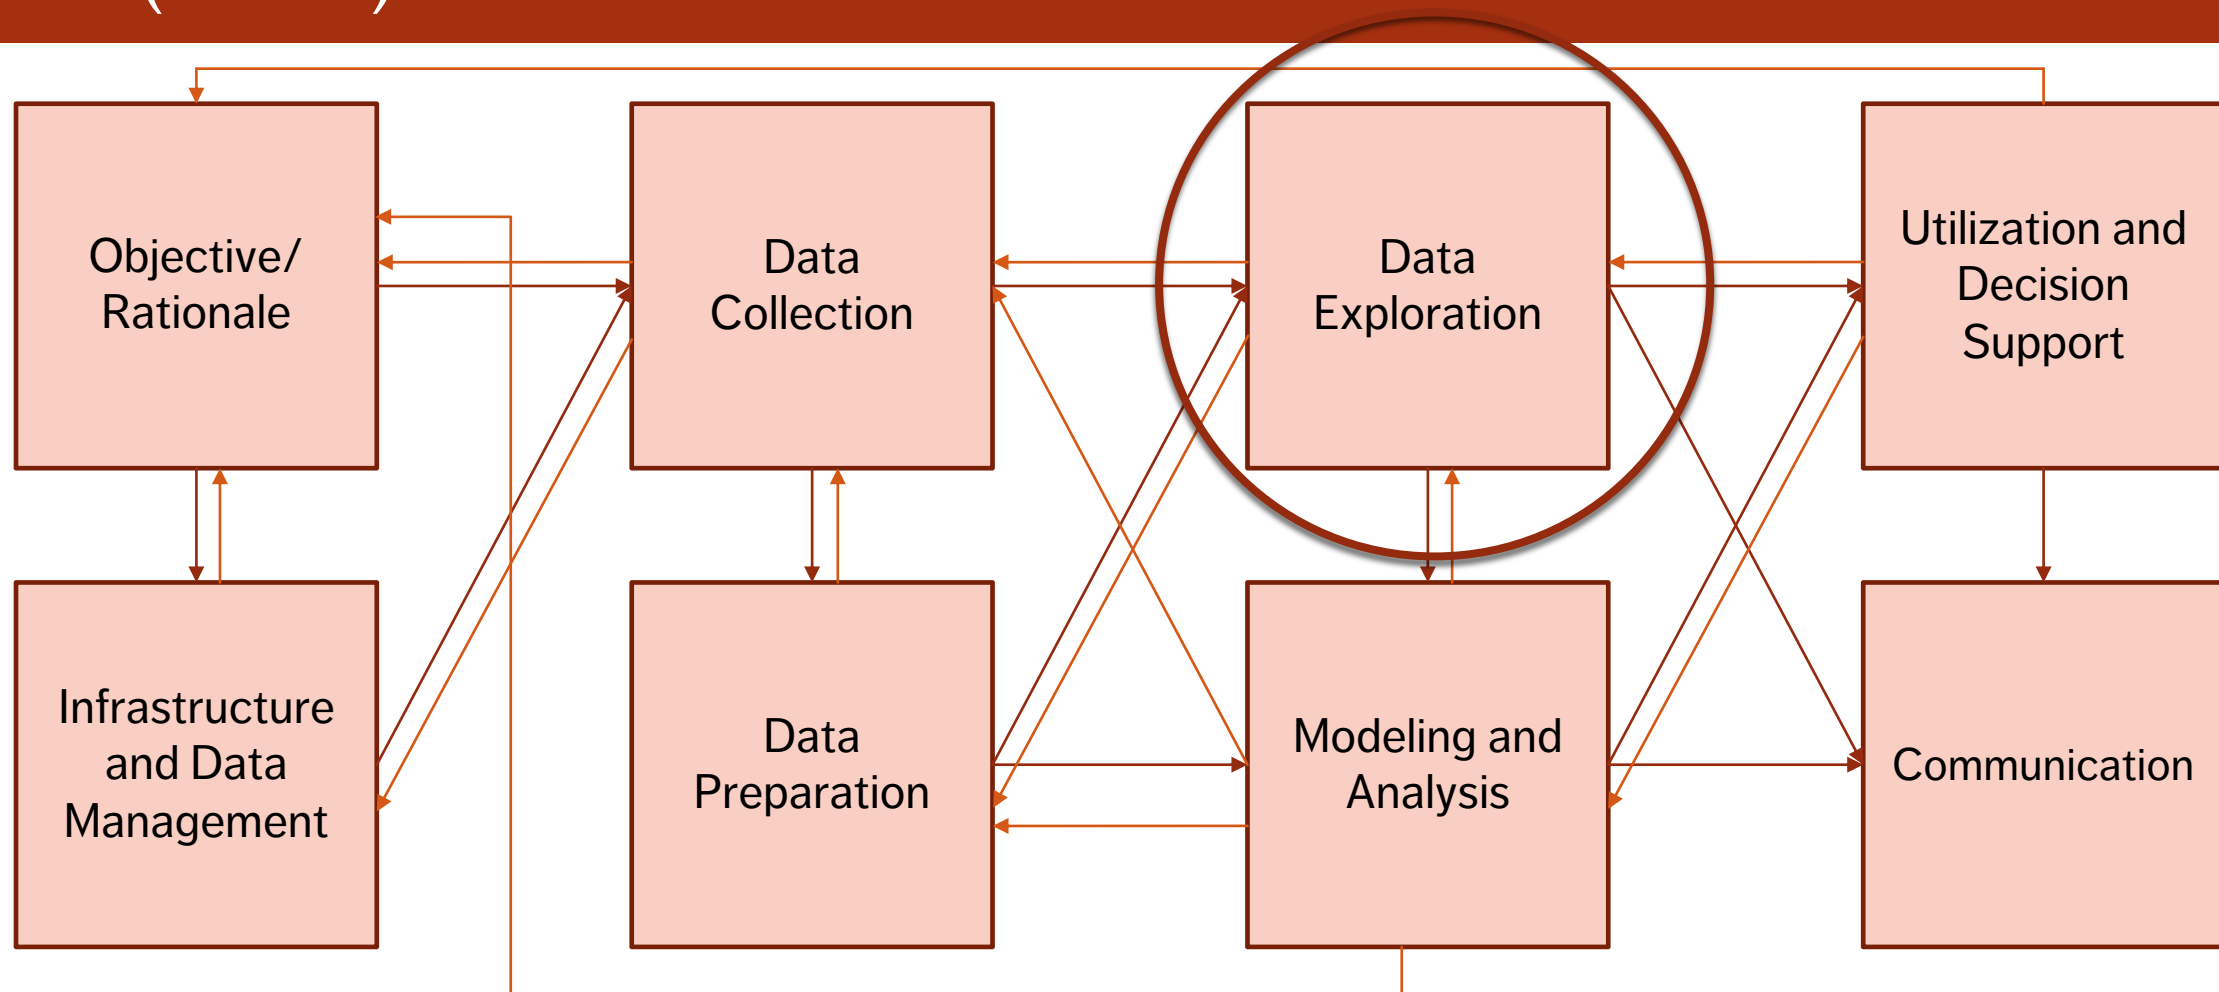 Objective/
Rationale
Data
Collection
Data
Exploration
Utilization and
Decision
Support
Infrastructure
and Data
Management
Data
Preparation
Modeling and
Analysis
Communication